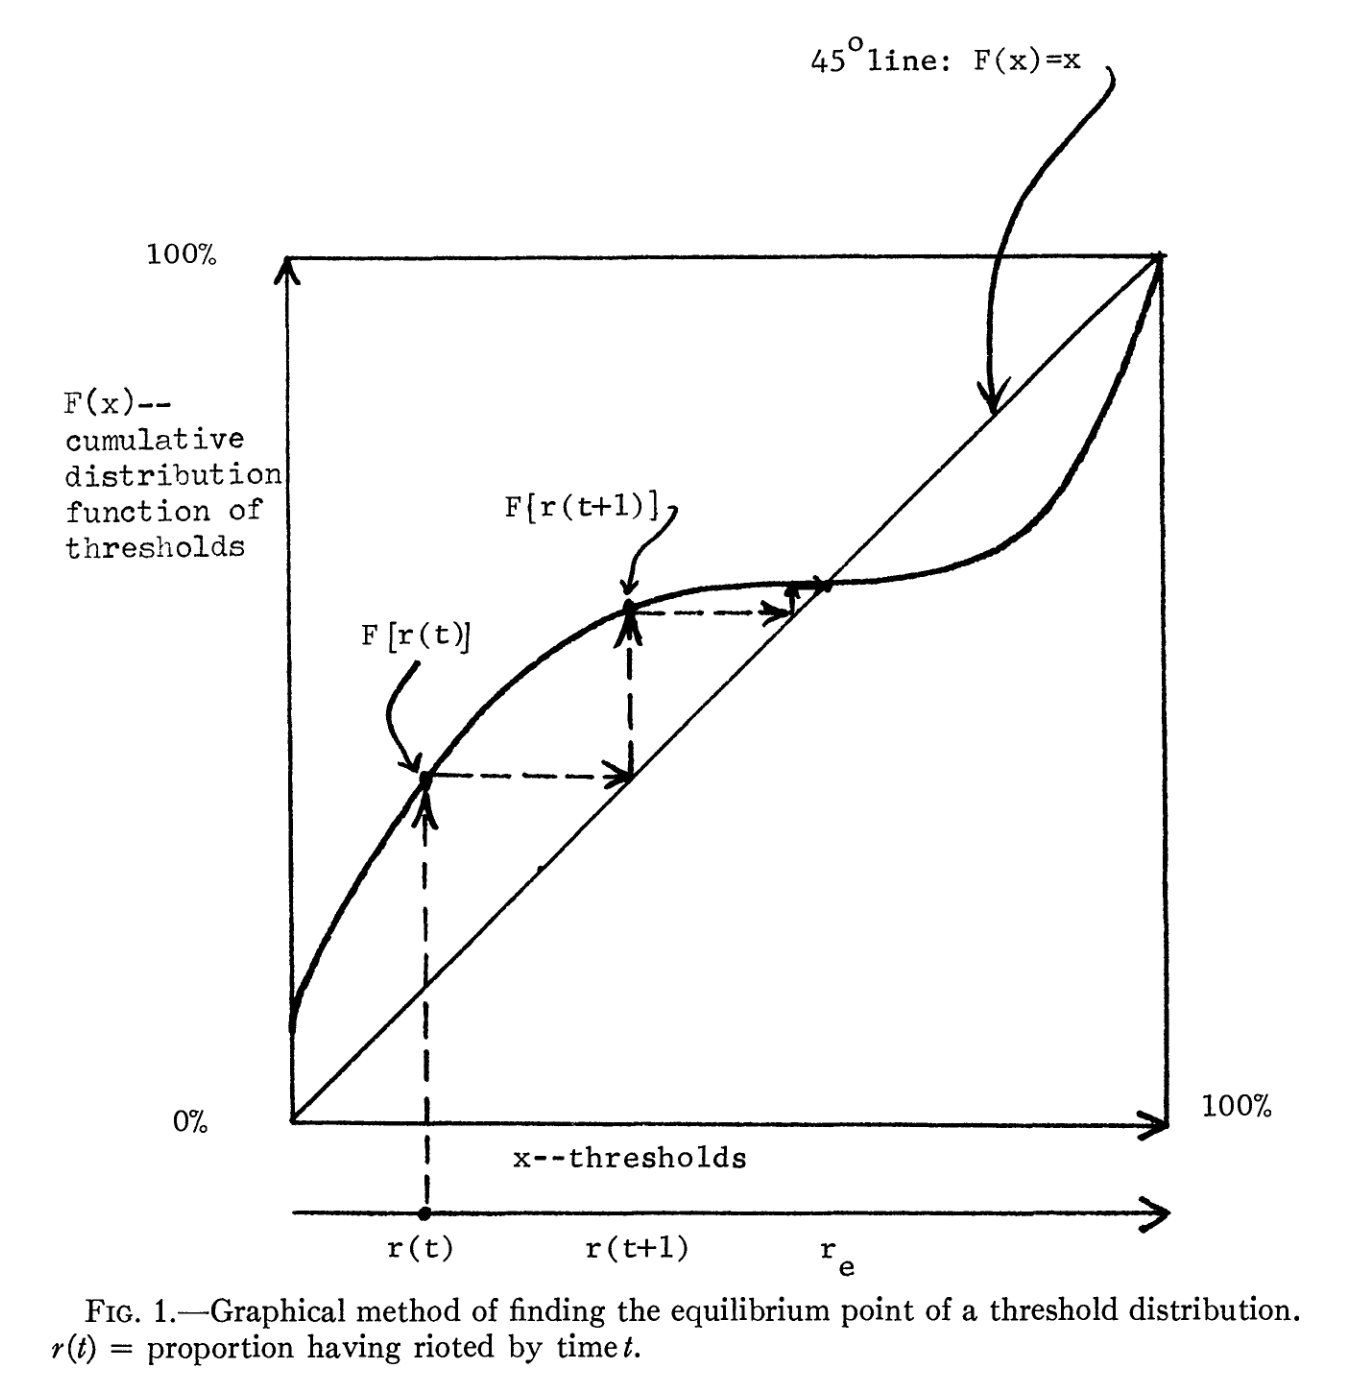 45°line: F(x)=x
100%
F(x)--
cumulative
distribution
function of
thresholds
F[r(t+1)]
F[r(t)]
0%
100%
x--thresholds
r(t) r(t+1) re
FIG. 1.—Graphical method of finding the equilibrium point of a threshold distribution.
r(t) = proportion having rioted by time t.